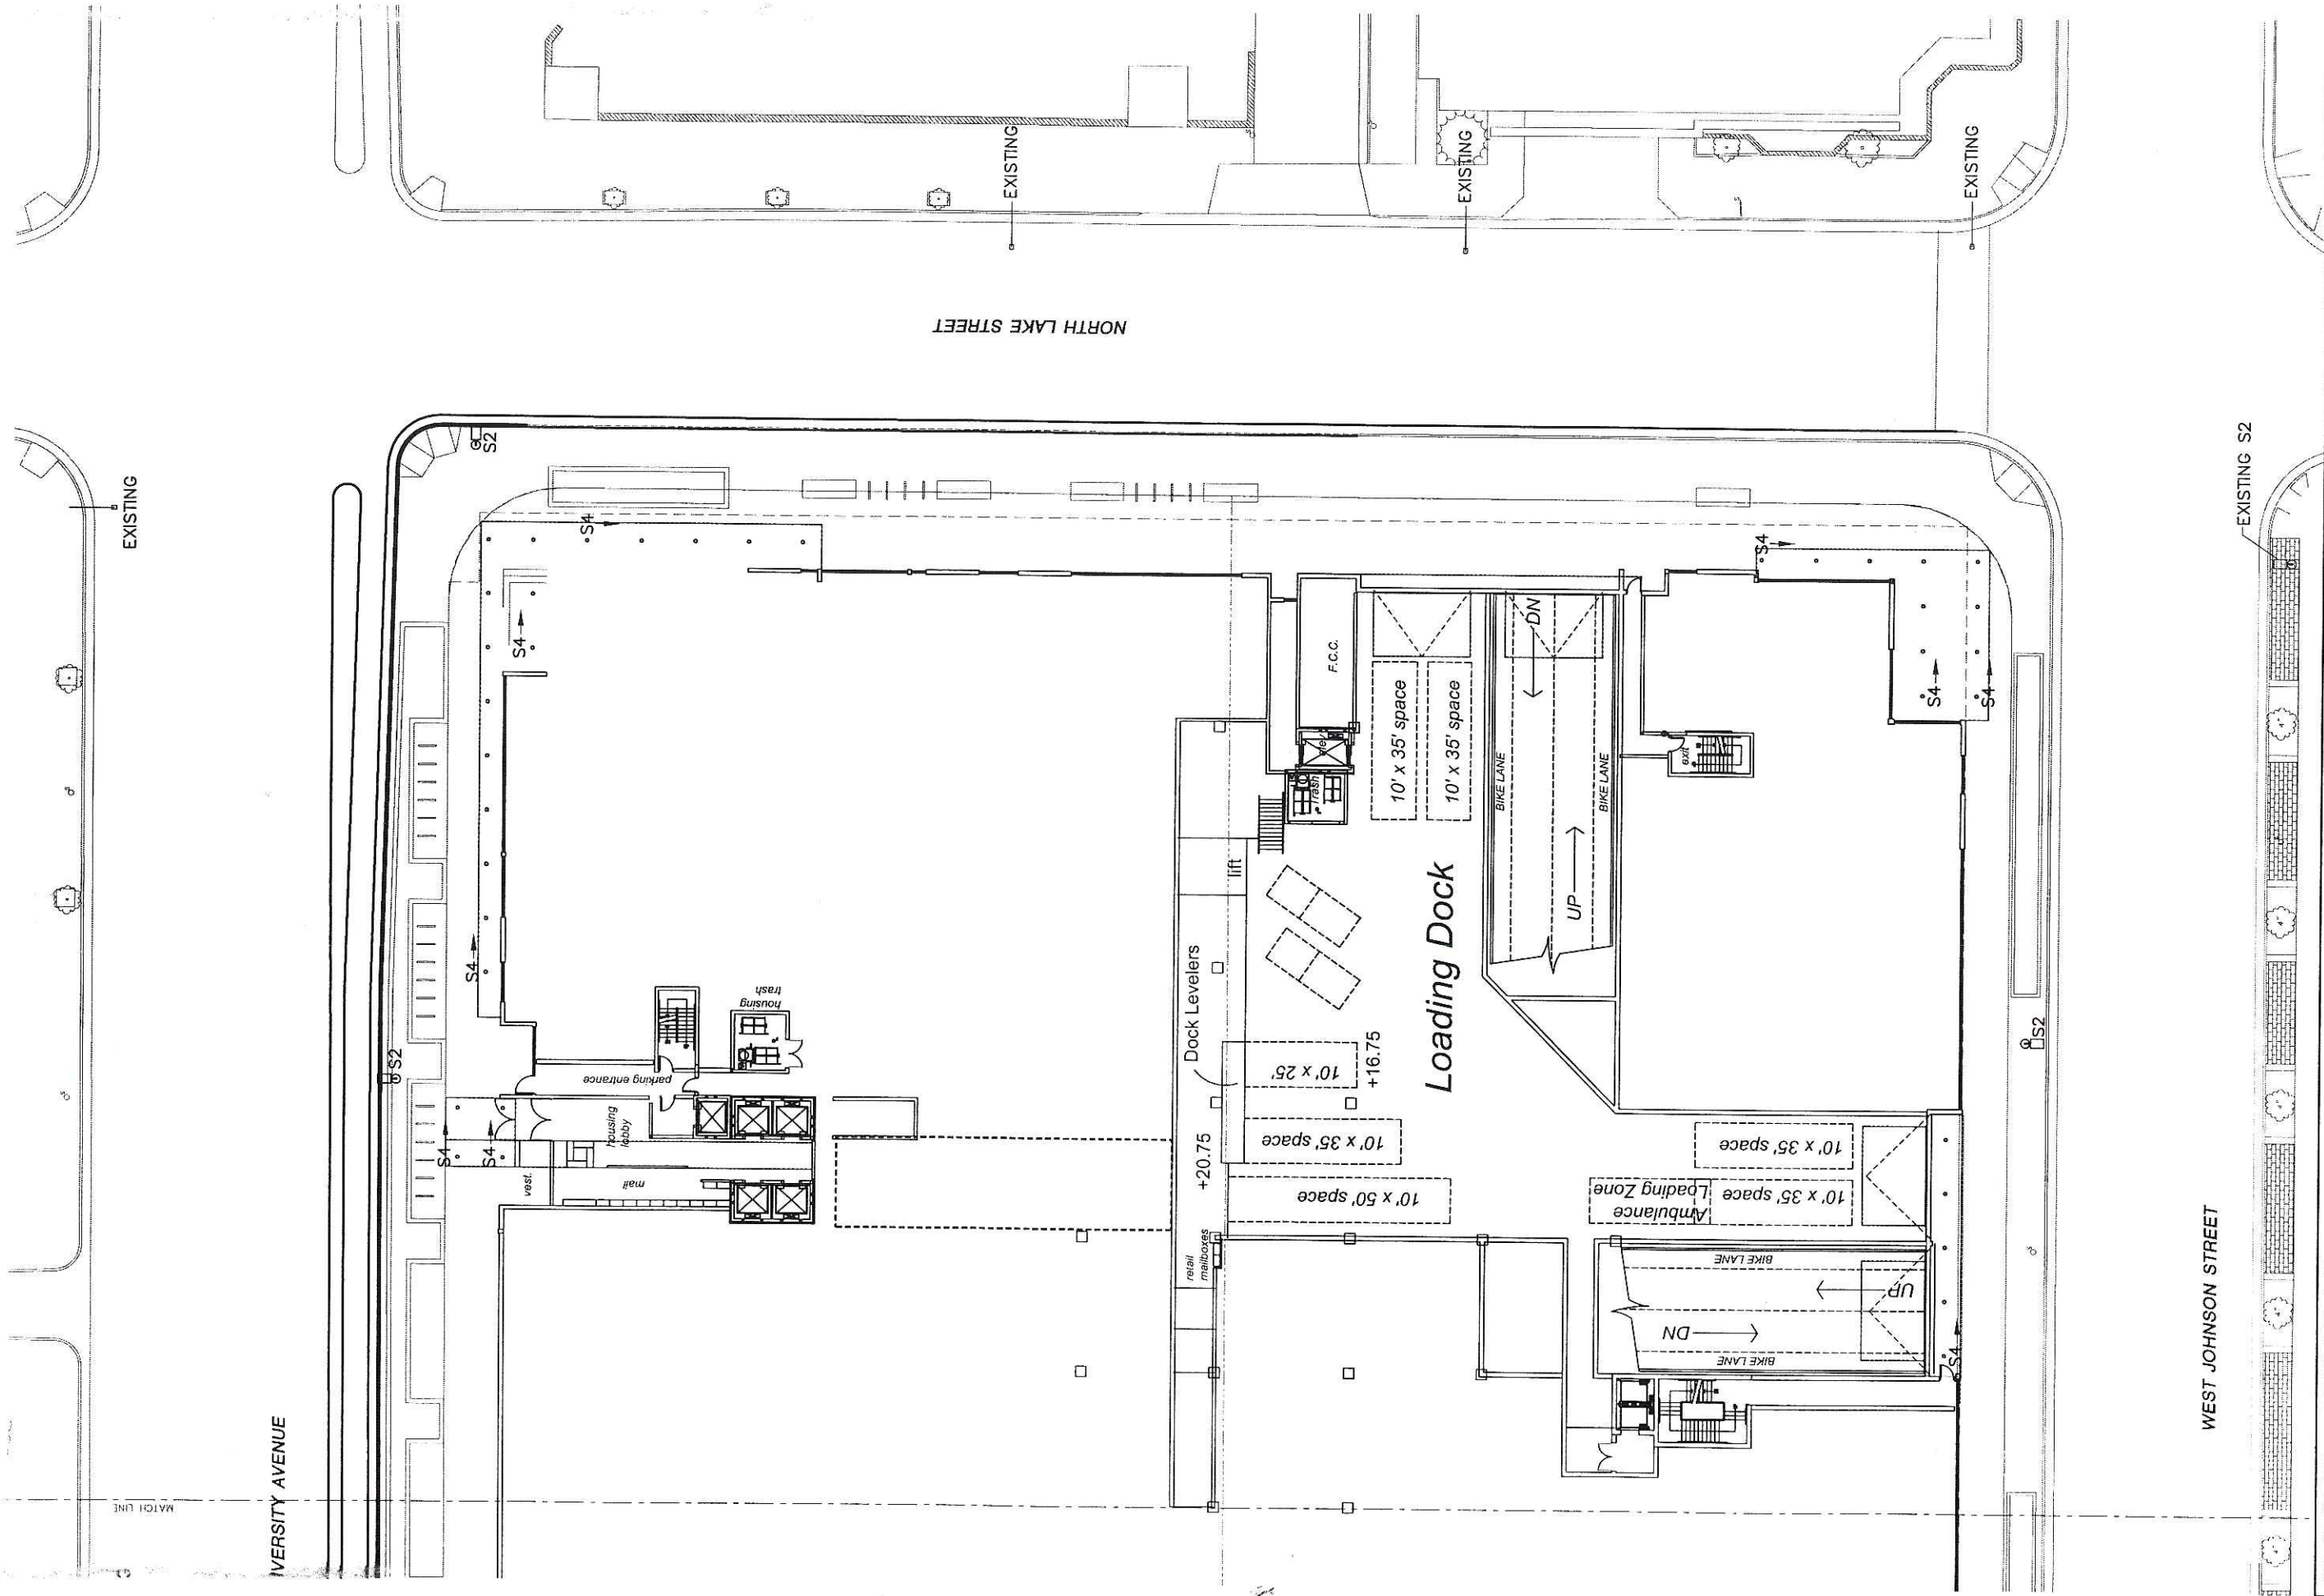 EXISTING
EXISTING
EXISTING
NORTH LAKE STREET
EXISTING
S2
EXISTING S2
S4
S4
S4
S4
S4
DN
F.C.C.
10' x 35' space
10' x 35' space
BIKE LANE
BIKE LANE
UP
elev
trash
exit
lift
S4
Dock Levelers
Loading Dock
housing
trash
S2
parking entrance
housing
lobby
S4
S4
vest.
mail
10' x 25'
+16.75
10' x 35' space
+20.75
10' x 50' space
10' x 35' space
10' x 35' space
Ambulance
Loading Zone
S2
retail
mailboxes
BIKE LANE
UP
DN
BIKE LANE
S4
IVERSITY AVENUE
WEST JOHNSON STREET
MATCH LINE